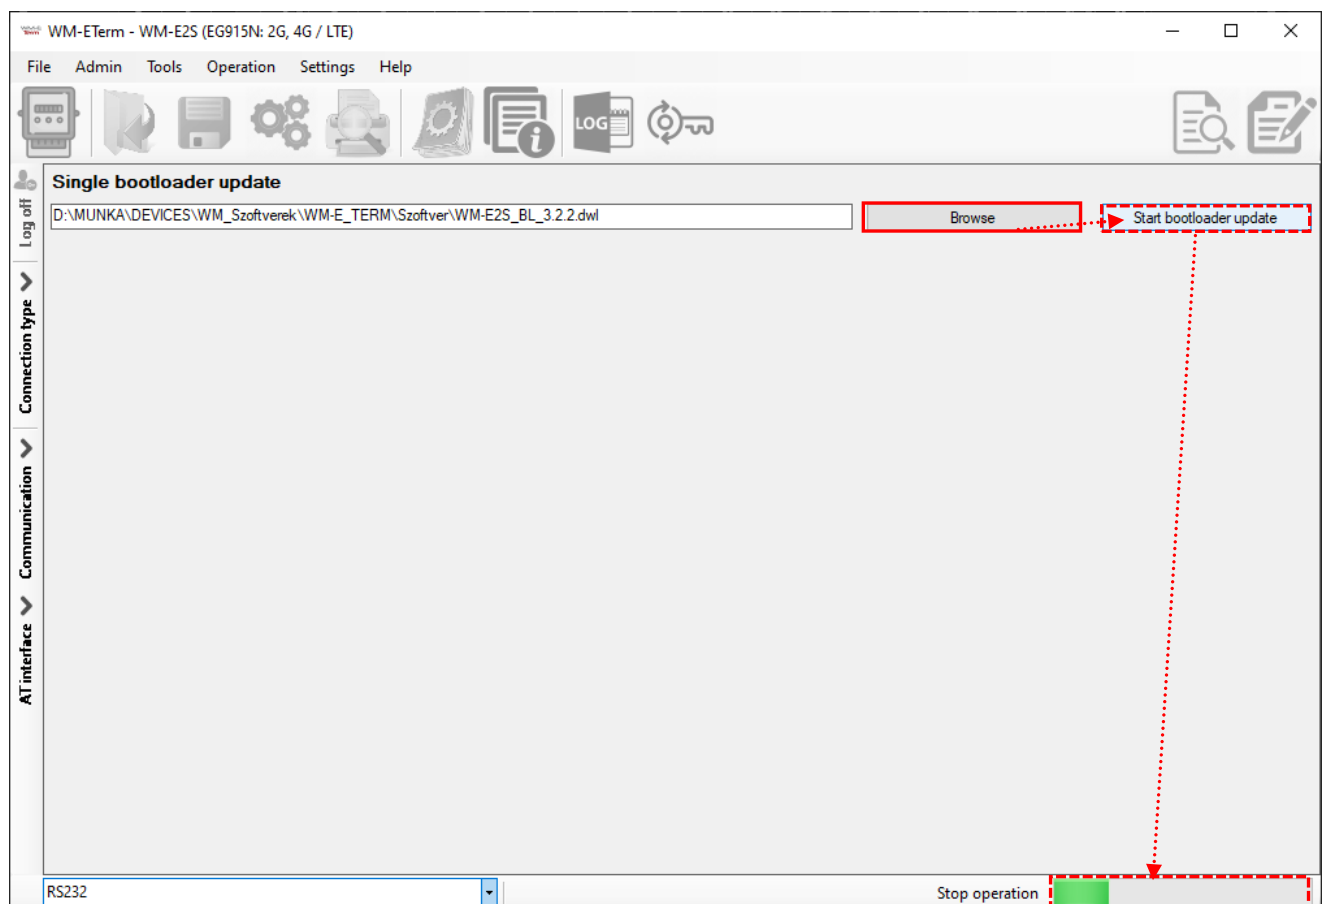 WM-ETerm - WM-E2S (EG915N: 2G, 4G / LTE)
File Admin Tools Operation Settings Help
LOG
Log off
Connection type
Communication
AT interface
Single bootloader update
D:\MUNKA\DEVICES\WM_Szoftverek\WM-E_TERM\Szoftver\WM-E2S_BL_3.2.2.dwl
Browse
Start bootloader update
RS232
Stop operation